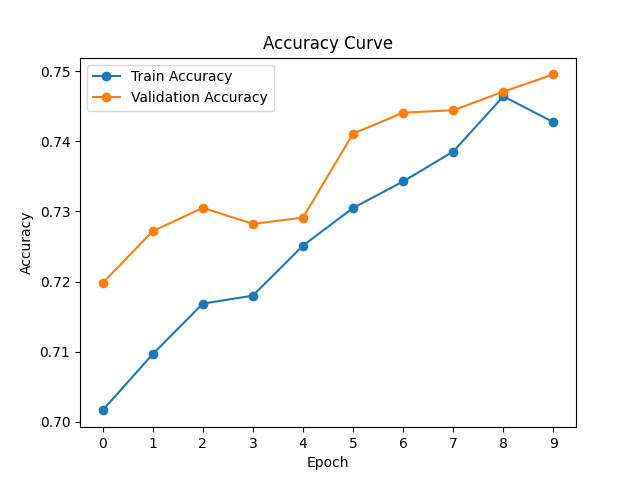 Accuracy Curve
Train Accuracy
Validation Accuracy
0.75
0.74
0.73
0.72
0.71
0.70
Accuracy
0 1 2 3 4 5 6 7 8 9
Epoch